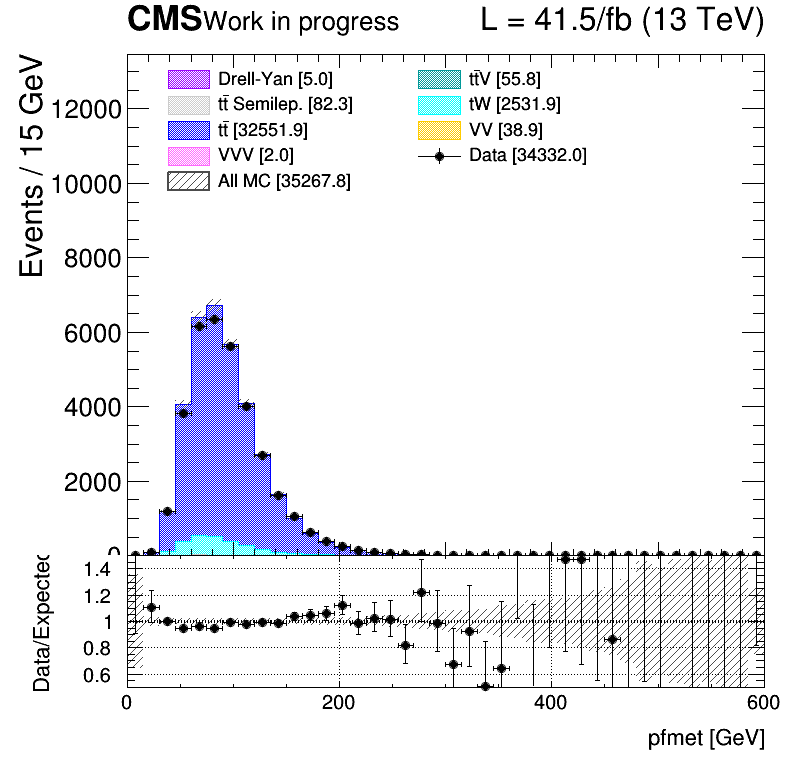 CMS Work in progress L = 41.5/fb (13 TeV)
Events / 15 GeV
12000
10000
8000
6000
4000
2000
0
Drell-Yan [5.0]
tt̄ Semilep. [82.3]
tt̄ [32551.9]
VVV [2.0]
All MC [35267.8]
tt̄V [55.8]
tW [2531.9]
VV [38.9]
Data [34332.0]
Data/Expected
1.4
1.2
1
0.8
0.6
0 200 400 600
pfmet [GeV]